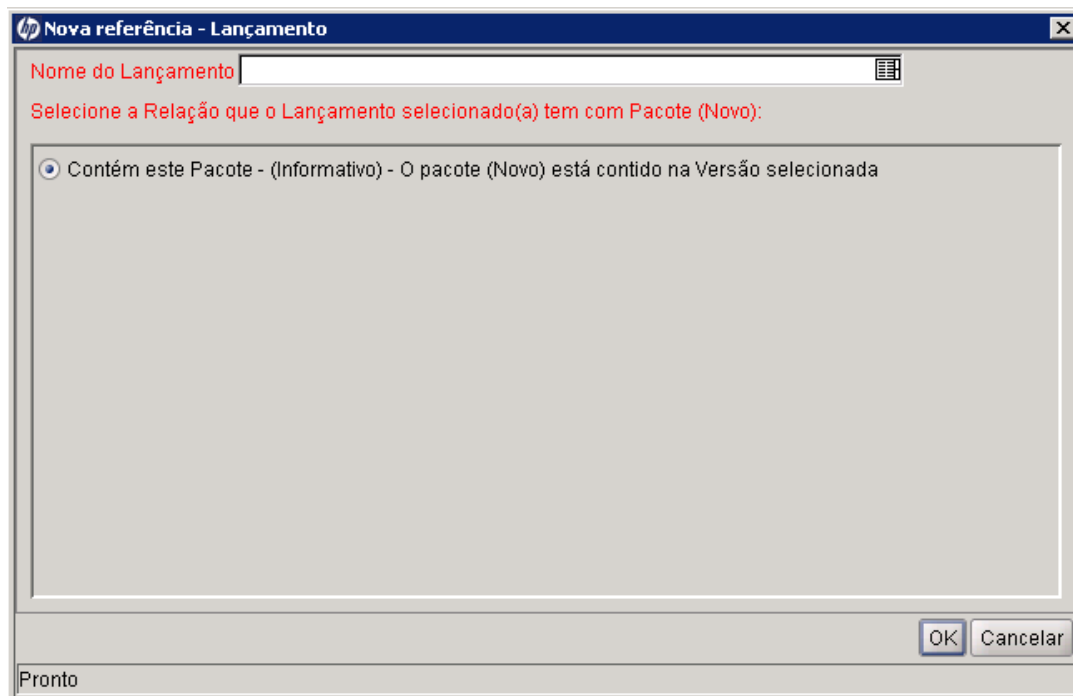 hp Nova referência - Lançamento
Nome do Lançamento
Selecione a Relação que o Lançamento selecionado(a) tem com Pacote (Novo):
Contém este Pacote - (Informativo) - O pacote (Novo) está contido na Versão selecionada
OK Cancelar
Pronto